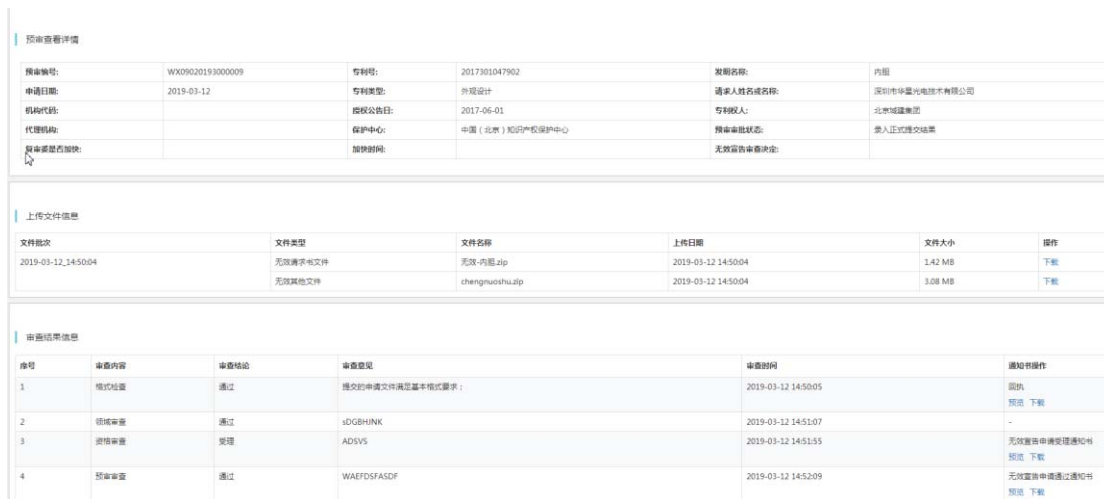 预审查看详情
预审编号: WX09020193000009 专利号: 2017301047902 发明名称: 内胆
申请日期: 2019-03-12 专利类型: 外观设计 请求人姓名或名称: 深圳市华星光电技术有限公司
机构代码: 授权公告日: 2017-06-01 专利权人: 北京城建集团
代理机构: 保护中心: 中国(北京)知识产权保护中心 预审审批状态: 录入正式提交结果
复审委是否加快: 加快时间: 无效宣告审查决定:
上传文件信息
文件批次 文件类型 文件名称 上传日期 文件大小 操作
2019-03-12_14:50:04 无效请求书文件 无效-内胆.zip 2019-03-12 14:50:04 1.42 MB 下载
无效其他文件 chengnuoshu.zip 2019-03-12 14:50:04 3.08 MB 下载
审查结果信息
序号 审查内容 审查结论 审查意见 审查时间 通知书操作
1 格式检查 通过 提交的申请文件满足基本格式要求; 2019-03-12 14:50:05 回执
预览 下载
2 领域审查 通过 sDGBHJNK 2019-03-12 14:51:07 -
3 资格审查 受理 ADSVS 2019-03-12 14:51:55 无效宣告申请受理通知书
预览 下载
4 预审审查 通过 WAEFDSFASDF 2019-03-12 14:52:09 无效宣告申请通过通知书
预览 下载